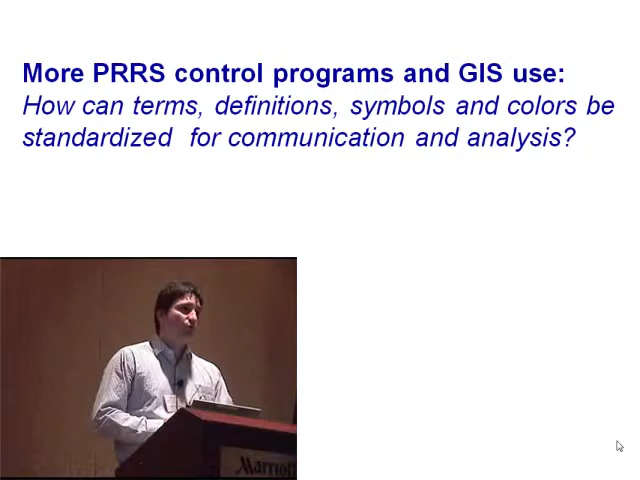 More PRRS control programs and GIS use:
How can terms, definitions, symbols and colors be
standardized for communication and analysis?
Marriott